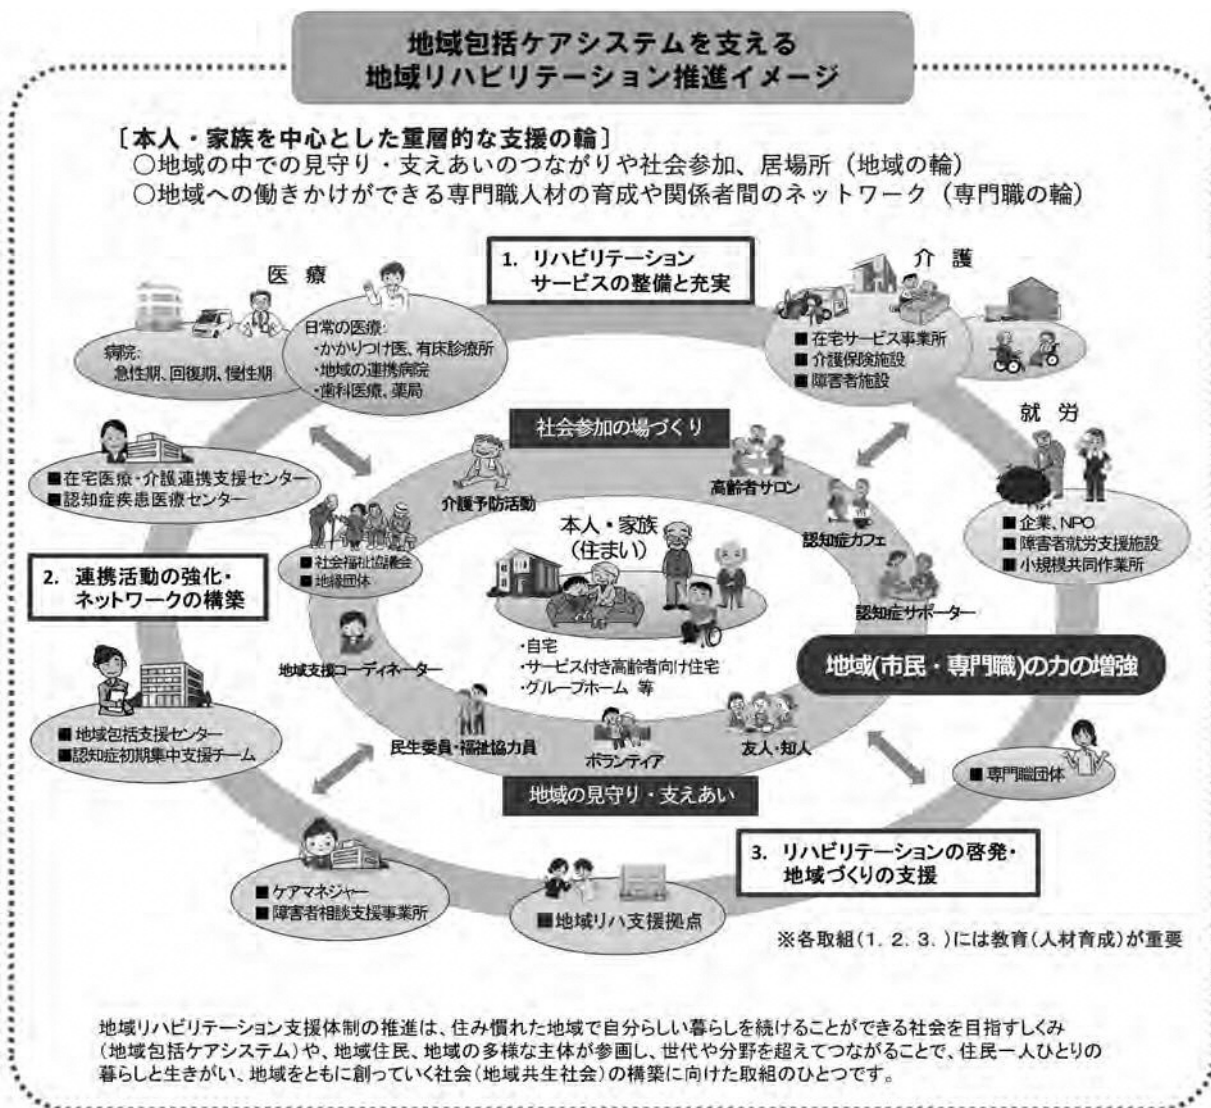 地域包括ケアシステムを支える
地域リハビリテーション推進イメージ
［本人・家族を中心とした重層的な支援の輪］
○地域の中での見守り・支えあいのつながりや社会参加、居場所（地域の輪）
○地域への働きかけができる専門職人材の育成や関係者間のネットワーク（専門職の輪）
1. リハビリテーション
サービスの整備と充実
医 療
病院:
急性期、回復期、慢性期
日常の医療:
・かかりつけ医、有床診療所
・地域の連携病院
・歯科医療、薬局
介 護
■ 在宅サービス事業所
■ 介護保険施設
■ 障害者施設
就 労
■ 企業、NPO
■ 障害者就労支援施設
■ 小規模共同作業所
■在宅医療・介護連携支援センター
■認知症疾患医療センター
社会参加の場づくり
介護予防活動
高齢者サロン
認知症カフェ
認知症サポーター
■ 社会福祉協議会
■ 地縁団体
本人・家族
（住まい）
・自宅
・サービス付き高齢者向け住宅
・グループホーム 等
2. 連携活動の強化・
ネットワークの構築
地域支援コーディネーター
地域(市民・専門職)の力の増強
■ 地域包括支援センター
■認知症初期集中支援チーム
民生委員・福祉協力員
ボランティア
友人・知人
地域の見守り・支えあい
■ 専門職団体
3. リハビリテーションの啓発・
地域づくりの支援
■ ケアマネジャー
■ 障害者相談支援事業所
■地域リハ支援拠点
※各取組(1. 2. 3. )には教育(人材育成)が重要
地域リハビリテーション支援体制の推進は、住み慣れた地域で自分らしい暮らしを続けることができる社会を目指すしくみ
（地域包括ケアシステム）や、地域住民、地域の多様な主体が参画し、世代や分野を超えてつながることで、住民一人ひとりの
暮らしと生きがい、地域をともに創っていく社会（地域共生社会）の構築に向けた取組のひとつです。